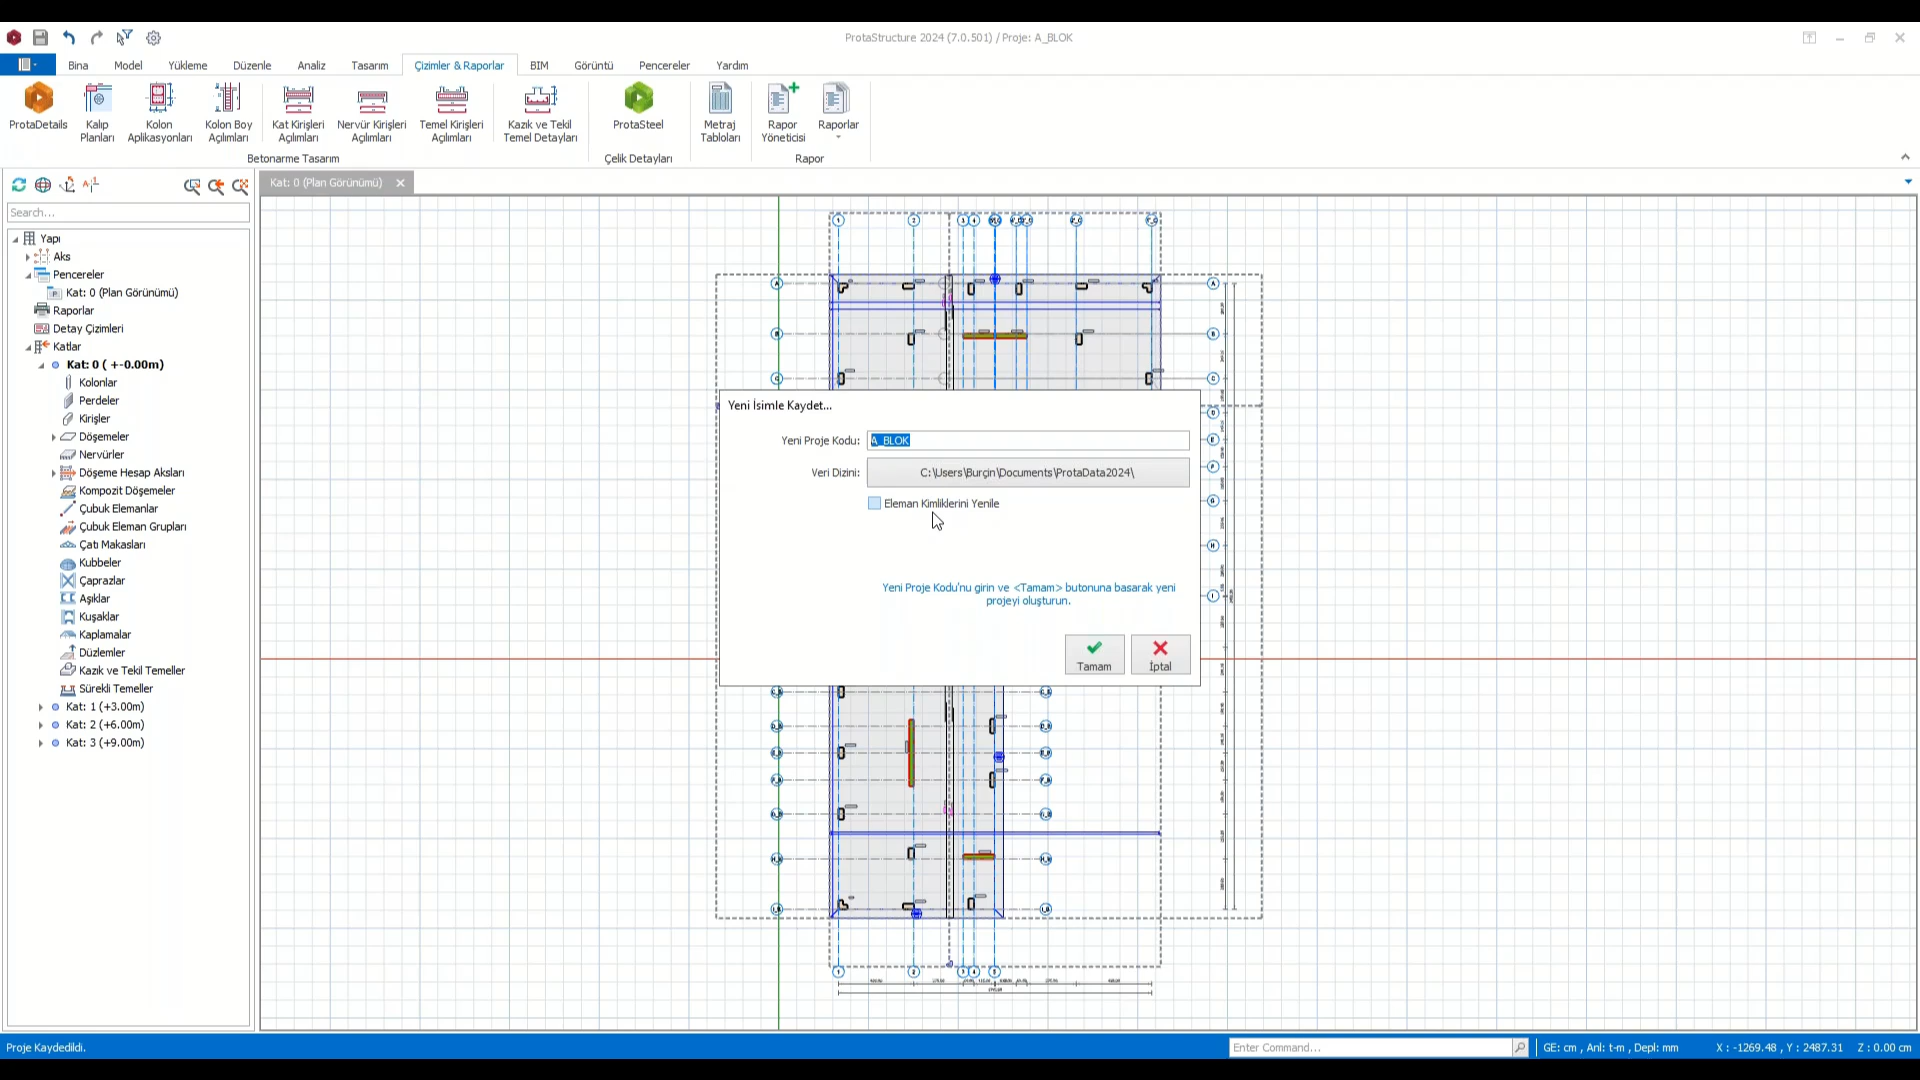 ProtaStructure 2024 (7.0.501) / Proje: A_BLOK
Bina
Model
Yükleme
Düzenle
Analiz
Tasarım
Çizimler & Raporlar
BIM
Görüntü
Pencereler
Yardım
ProtaDetails
Kalıp
Planları
Kolon
Aplikasyonları
Kolon Boy
Açılımları
Kat Kirişleri
Açılımları
Nervür Kirişleri
Açılımları
Temel Kirişleri
Açılımları
Kazık ve Tekil
Temel Detayları
ProtaSteel
Metraj
Tabloları
Rapor
Yöneticisi
Raporlar
Betonarme Tasarım
Çelik Detayları
Rapor
Kat: 0 (Plan Görünümü)
Search...
Yapı
Aks
Pencereler
Kat: 0 (Plan Görünümü)
Raporlar
Detay Çizimleri
Katlar
Kat: 0 ( +-0.00m)
Kolonlar
Perdeler
Kirişler
Döşemeler
Nervürler
Döşeme Hesap Aksları
Kompozit Döşemeler
Çubuk Elemanlar
Çubuk Eleman Grupları
Çatı Makasları
Kubbeler
Çaprazlar
Aşıklar
Kuşaklar
Kaplamalar
Düzlemler
Kazık ve Tekil Temeller
Sürekli Temeller
Kat: 1 (+3.00m)
Kat: 2 (+6.00m)
Kat: 3 (+9.00m)
Yeni İsimle Kaydet...
Yeni Proje Kodu: A_BLOK
Veri Dizini: C:\Users\Burçin\Documents\ProtaData2024\
Eleman Kimliklerini Yenile
Yeni Proje Kodu'nu girin ve <Tamam> butonuna basarak yeni
projeyi oluşturun.
Tamam
İptal
Proje Kaydedildi.
Enter Command...
GE: cm , Anl: t-m , Depl: mm
X : -1269.48 , Y : 2487.31
Z : 0.00 cm